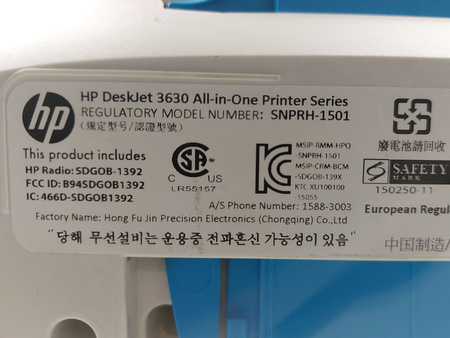 hp
HP DeskJet 3630 All-in-One Printer Series
REGULATORY MODEL NUMBER: SNPRH-1501
(规定型号/認證型號)
This product includes
HP Radio: SDGOB-1392
FCC ID: B94SDGOB1392
IC: 466D-SDGOB1392
SA
C US
LR55157
MSIP-RMM-HPQ
-SNPRH-1501
MSIP-CRM-BCM
-SDGOB-139X
KTC XU100100
-15055
廢電池請回收
S SAFETY
MARK
150250-11
A/S Phone Number: 1588-3003
European Regul
Factory Name: Hong Fu Jin Precision Electronics (Chongqing) Co., Ltd.
"당해 무선설비는 운용중 전파혼신 가능성이 있음"
中国制造/